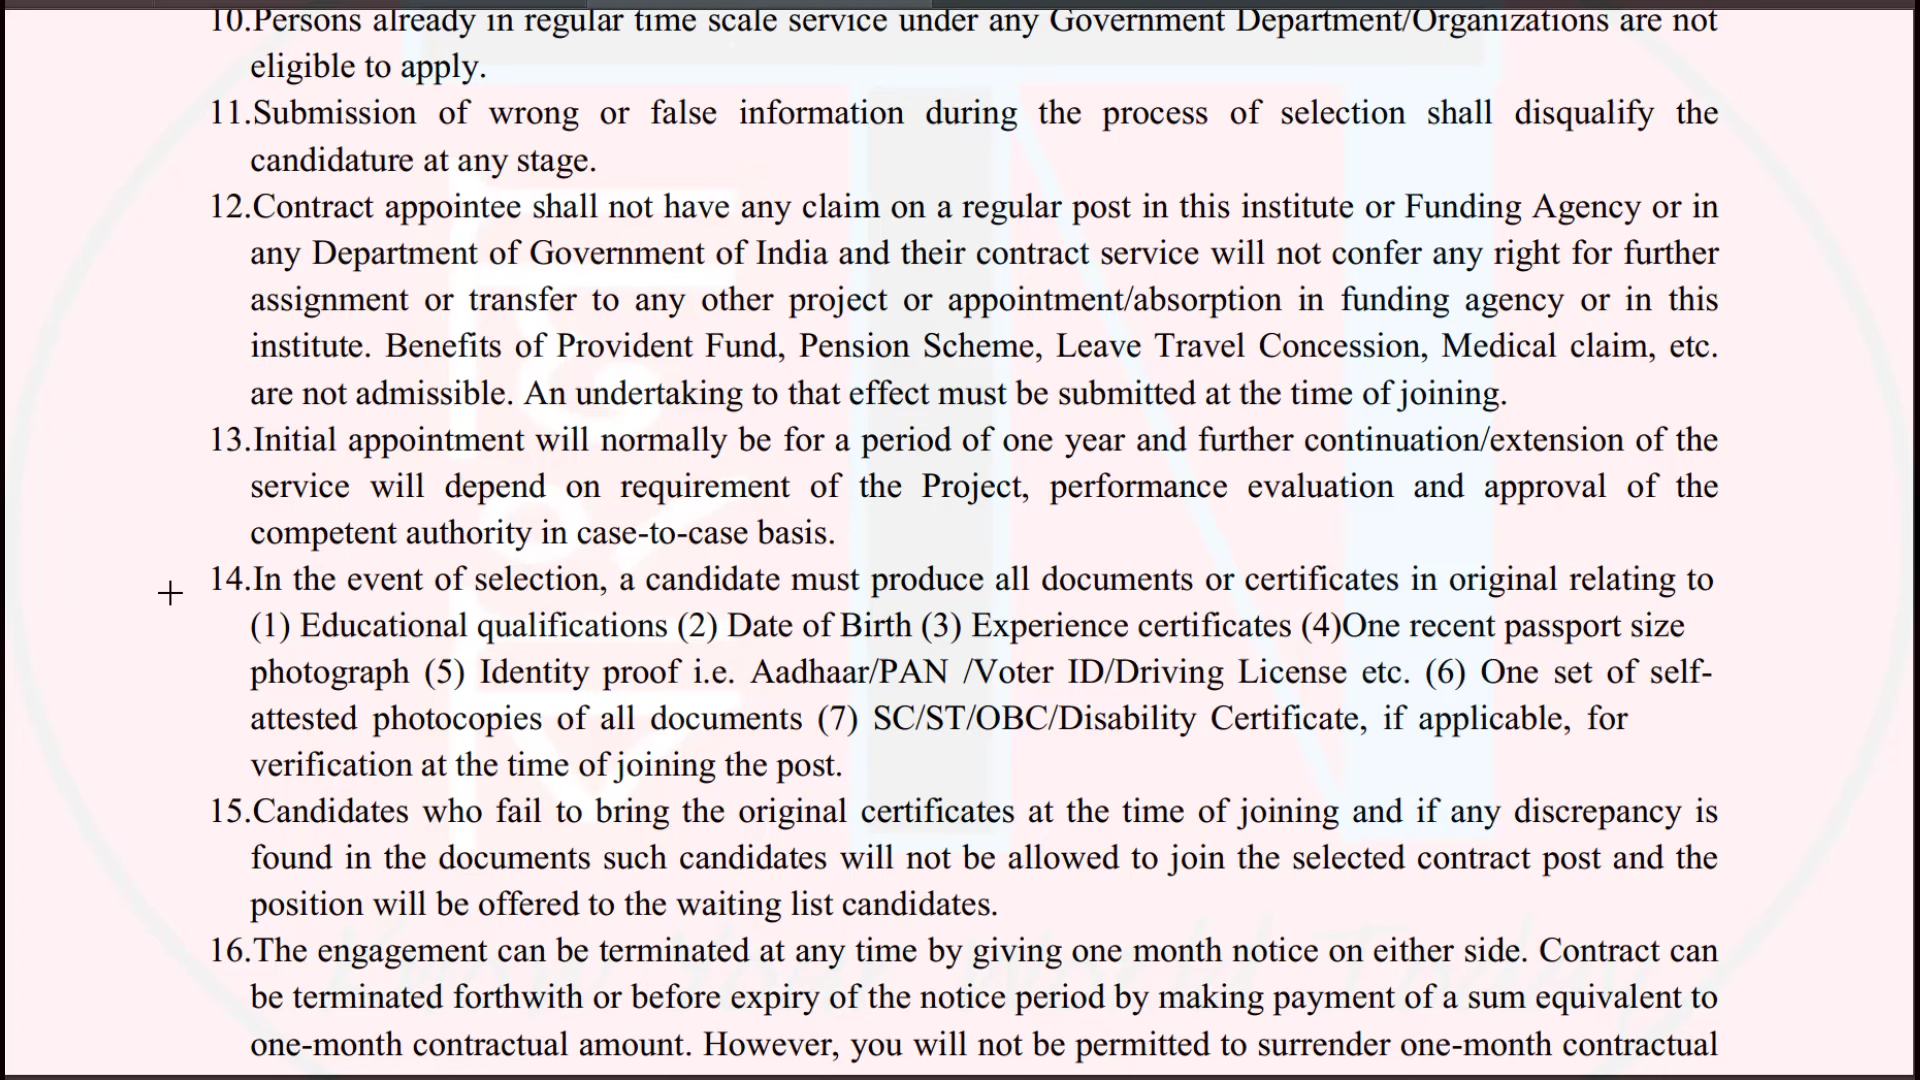 10.Persons already in regular time scale service under any Government Department/Organizations are not
eligible to apply.
11.Submission of wrong or false information during the process of selection shall disqualify the
candidature at any stage.
12.Contract appointee shall not have any claim on a regular post in this institute or Funding Agency or in
any Department of Government of India and their contract service will not confer any right for further
assignment or transfer to any other project or appointment/absorption in funding agency or in this
institute. Benefits of Provident Fund, Pension Scheme, Leave Travel Concession, Medical claim, etc.
are not admissible. An undertaking to that effect must be submitted at the time of joining.
13.Initial appointment will normally be for a period of one year and further continuation/extension of the
service will depend on requirement of the Project, performance evaluation and approval of the
competent authority in case-to-case basis.
14.In the event of selection, a candidate must produce all documents or certificates in original relating to
(1) Educational qualifications (2) Date of Birth (3) Experience certificates (4)One recent passport size
photograph (5) Identity proof i.e. Aadhaar/PAN /Voter ID/Driving License etc. (6) One set of self-
attested photocopies of all documents (7) SC/ST/OBC/Disability Certificate, if applicable, for
verification at the time of joining the post.
15.Candidates who fail to bring the original certificates at the time of joining and if any discrepancy is
found in the documents such candidates will not be allowed to join the selected contract post and the
position will be offered to the waiting list candidates.
16.The engagement can be terminated at any time by giving one month notice on either side. Contract can
be terminated forthwith or before expiry of the notice period by making payment of a sum equivalent to
one-month contractual amount. However, you will not be permitted to surrender one-month contractual